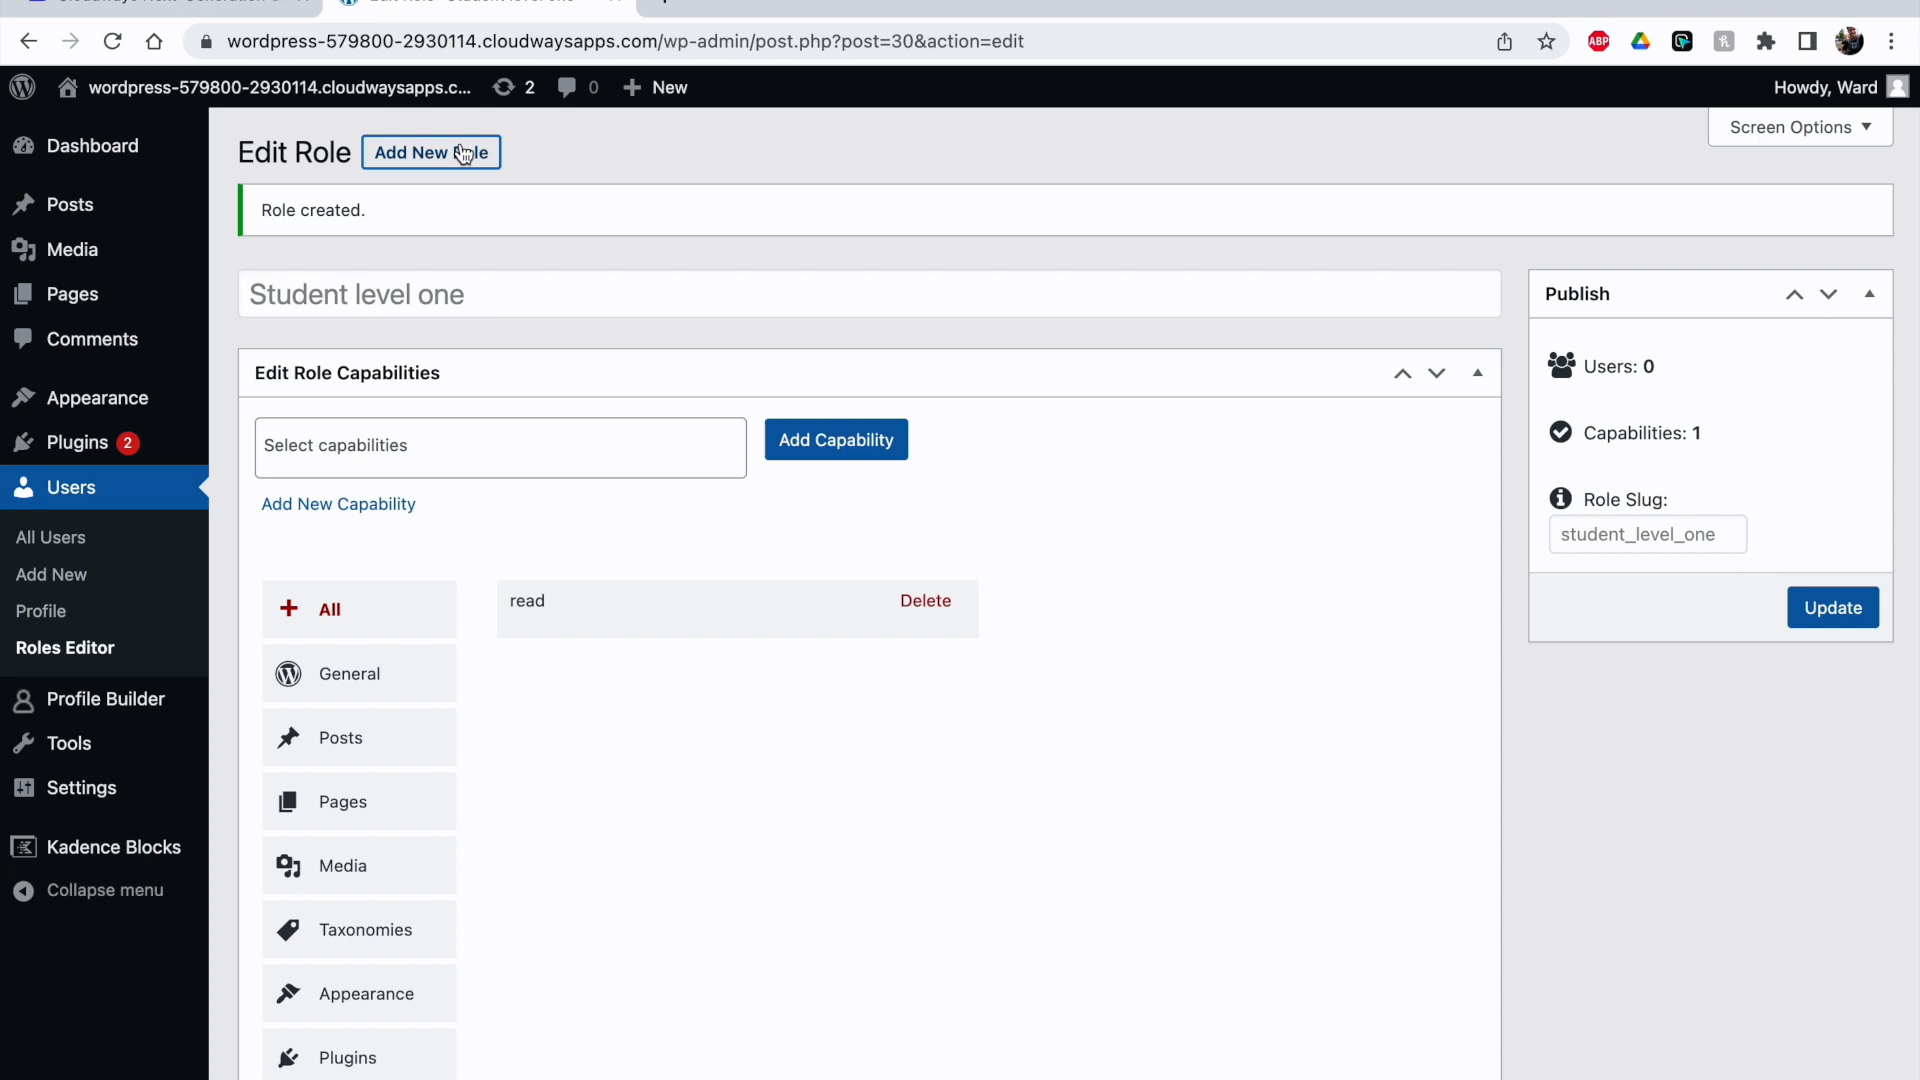 wordpress-579800-2930114.cloudwaysapps.com/wp-admin/post.php?post=30&action=edit
ABP
wordpress-579800-2930114.cloudwaysapps.c... 2 0 New
Howdy, Ward
Dashboard
Posts
Media
Pages
Comments
Appearance
Plugins 2
Users
All Users
Add New
Profile
Roles Editor
Profile Builder
Tools
Settings
Kadence Blocks
Collapse menu
Screen Options
Edit Role
Add New Role
Role created.
Student level one
Edit Role Capabilities
Select capabilities
Add Capability
Add New Capability
All
General
Posts
Pages
Media
Taxonomies
Appearance
Plugins
read
Delete
Publish
Users: 0
Capabilities: 1
Role Slug:
student_level_one
Update